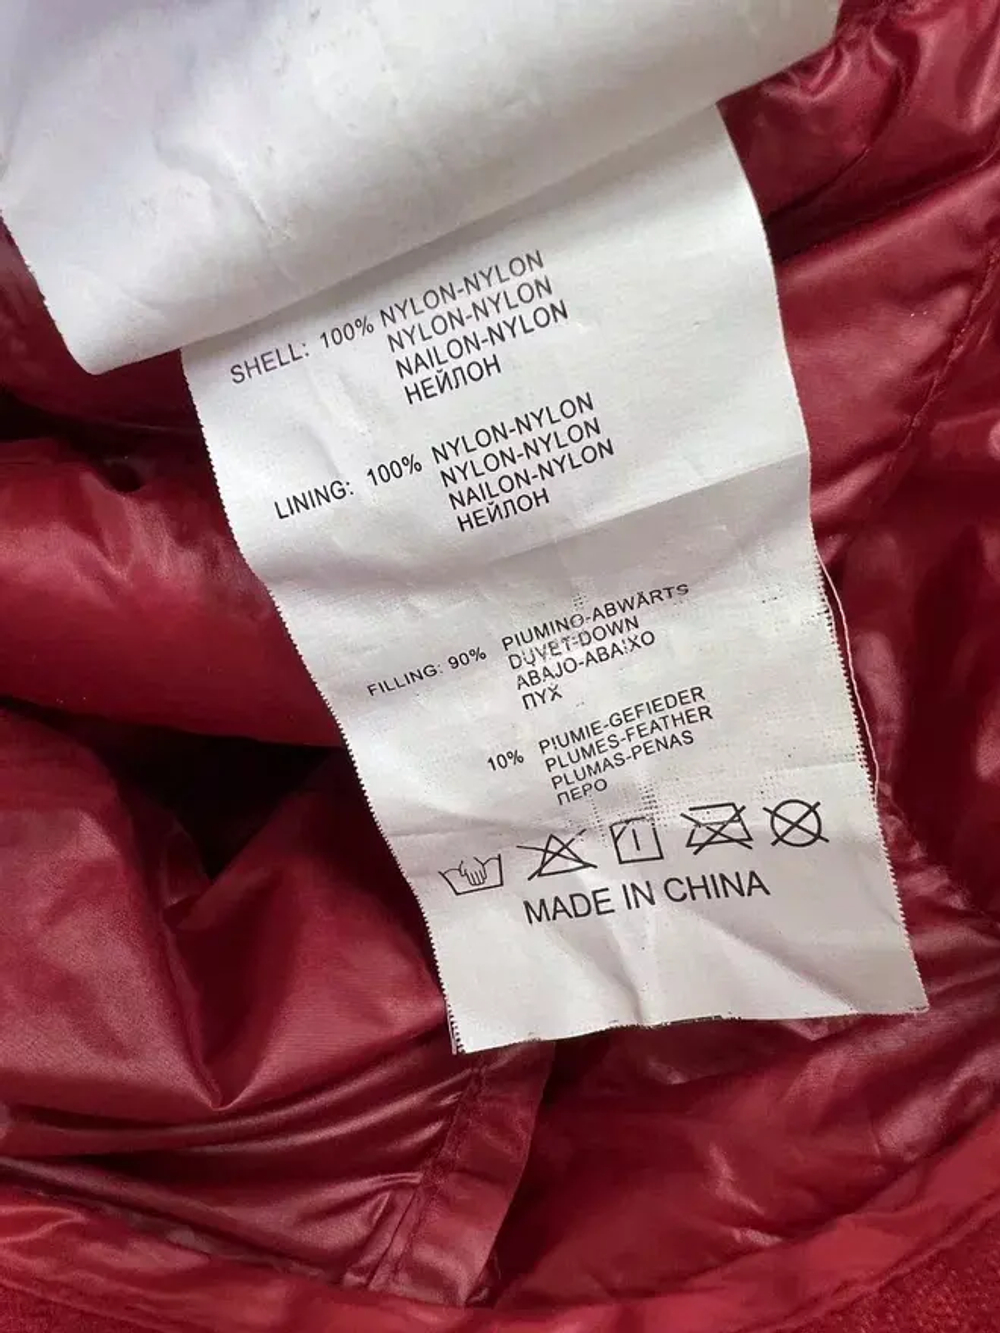 SHELL: 100% NYLON-NYLON
NYLON-NYLON
NAILON-NYLON
НЕЙЛОН
LINING: 100% NYLON-NYLON
NYLON-NYLON
NAILON-NYLON
НЕЙЛОН
FILLING: 90% PIUMINO-ABWÄRTS
DUVET-DOWN
ABAJO-ABAIXO
ПУХ
10% PIUMIE-GEFIEDER
PLUMES-FEATHER
PLUMAS-PENAS
ПЕРО
MADE IN CHINA